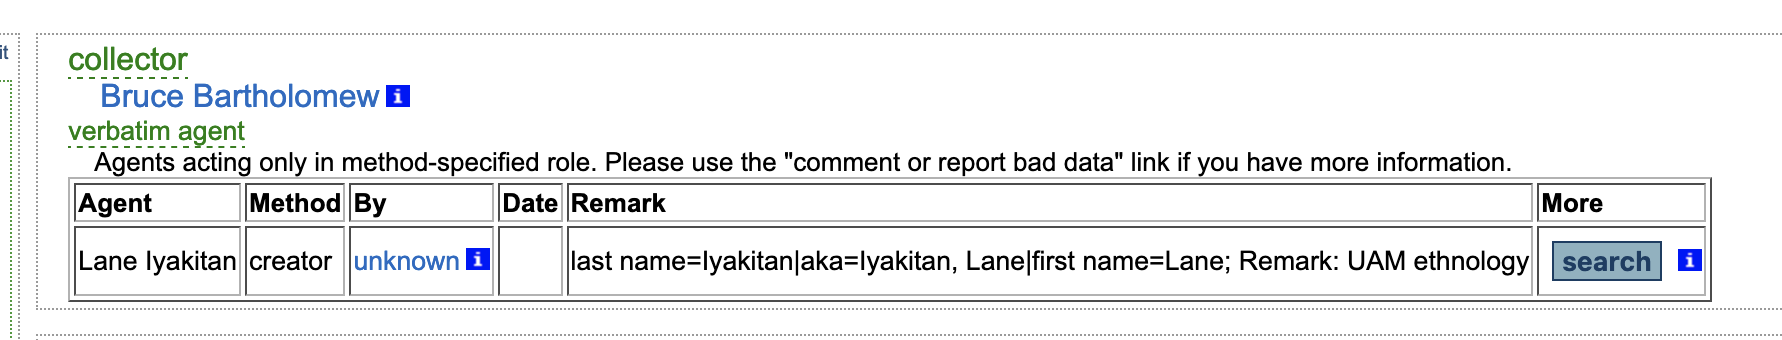 it
collector
Bruce Bartholomew i
verbatim agent
Agents acting only in method-specified role. Please use the "comment or report bad data" link if you have more information.
Agent Method By Date Remark More
Lane Iyakitan creator unknown i last name=Iyakitan|aka=Iyakitan, Lane|first name=Lane; Remark: UAM ethnology search i